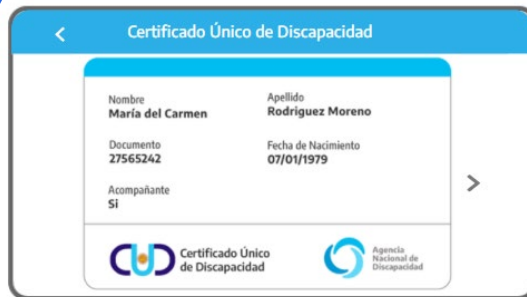 Certificado Único de Discapacidad
Nombre
María del Carmen
Apellido
Rodriguez Moreno
Documento
27565242
Fecha de Nacimiento
07/01/1979
Acompañante
Si
CUD
Certificado Único
de Discapacidad
Agencia
Nacional de
Discapacidad